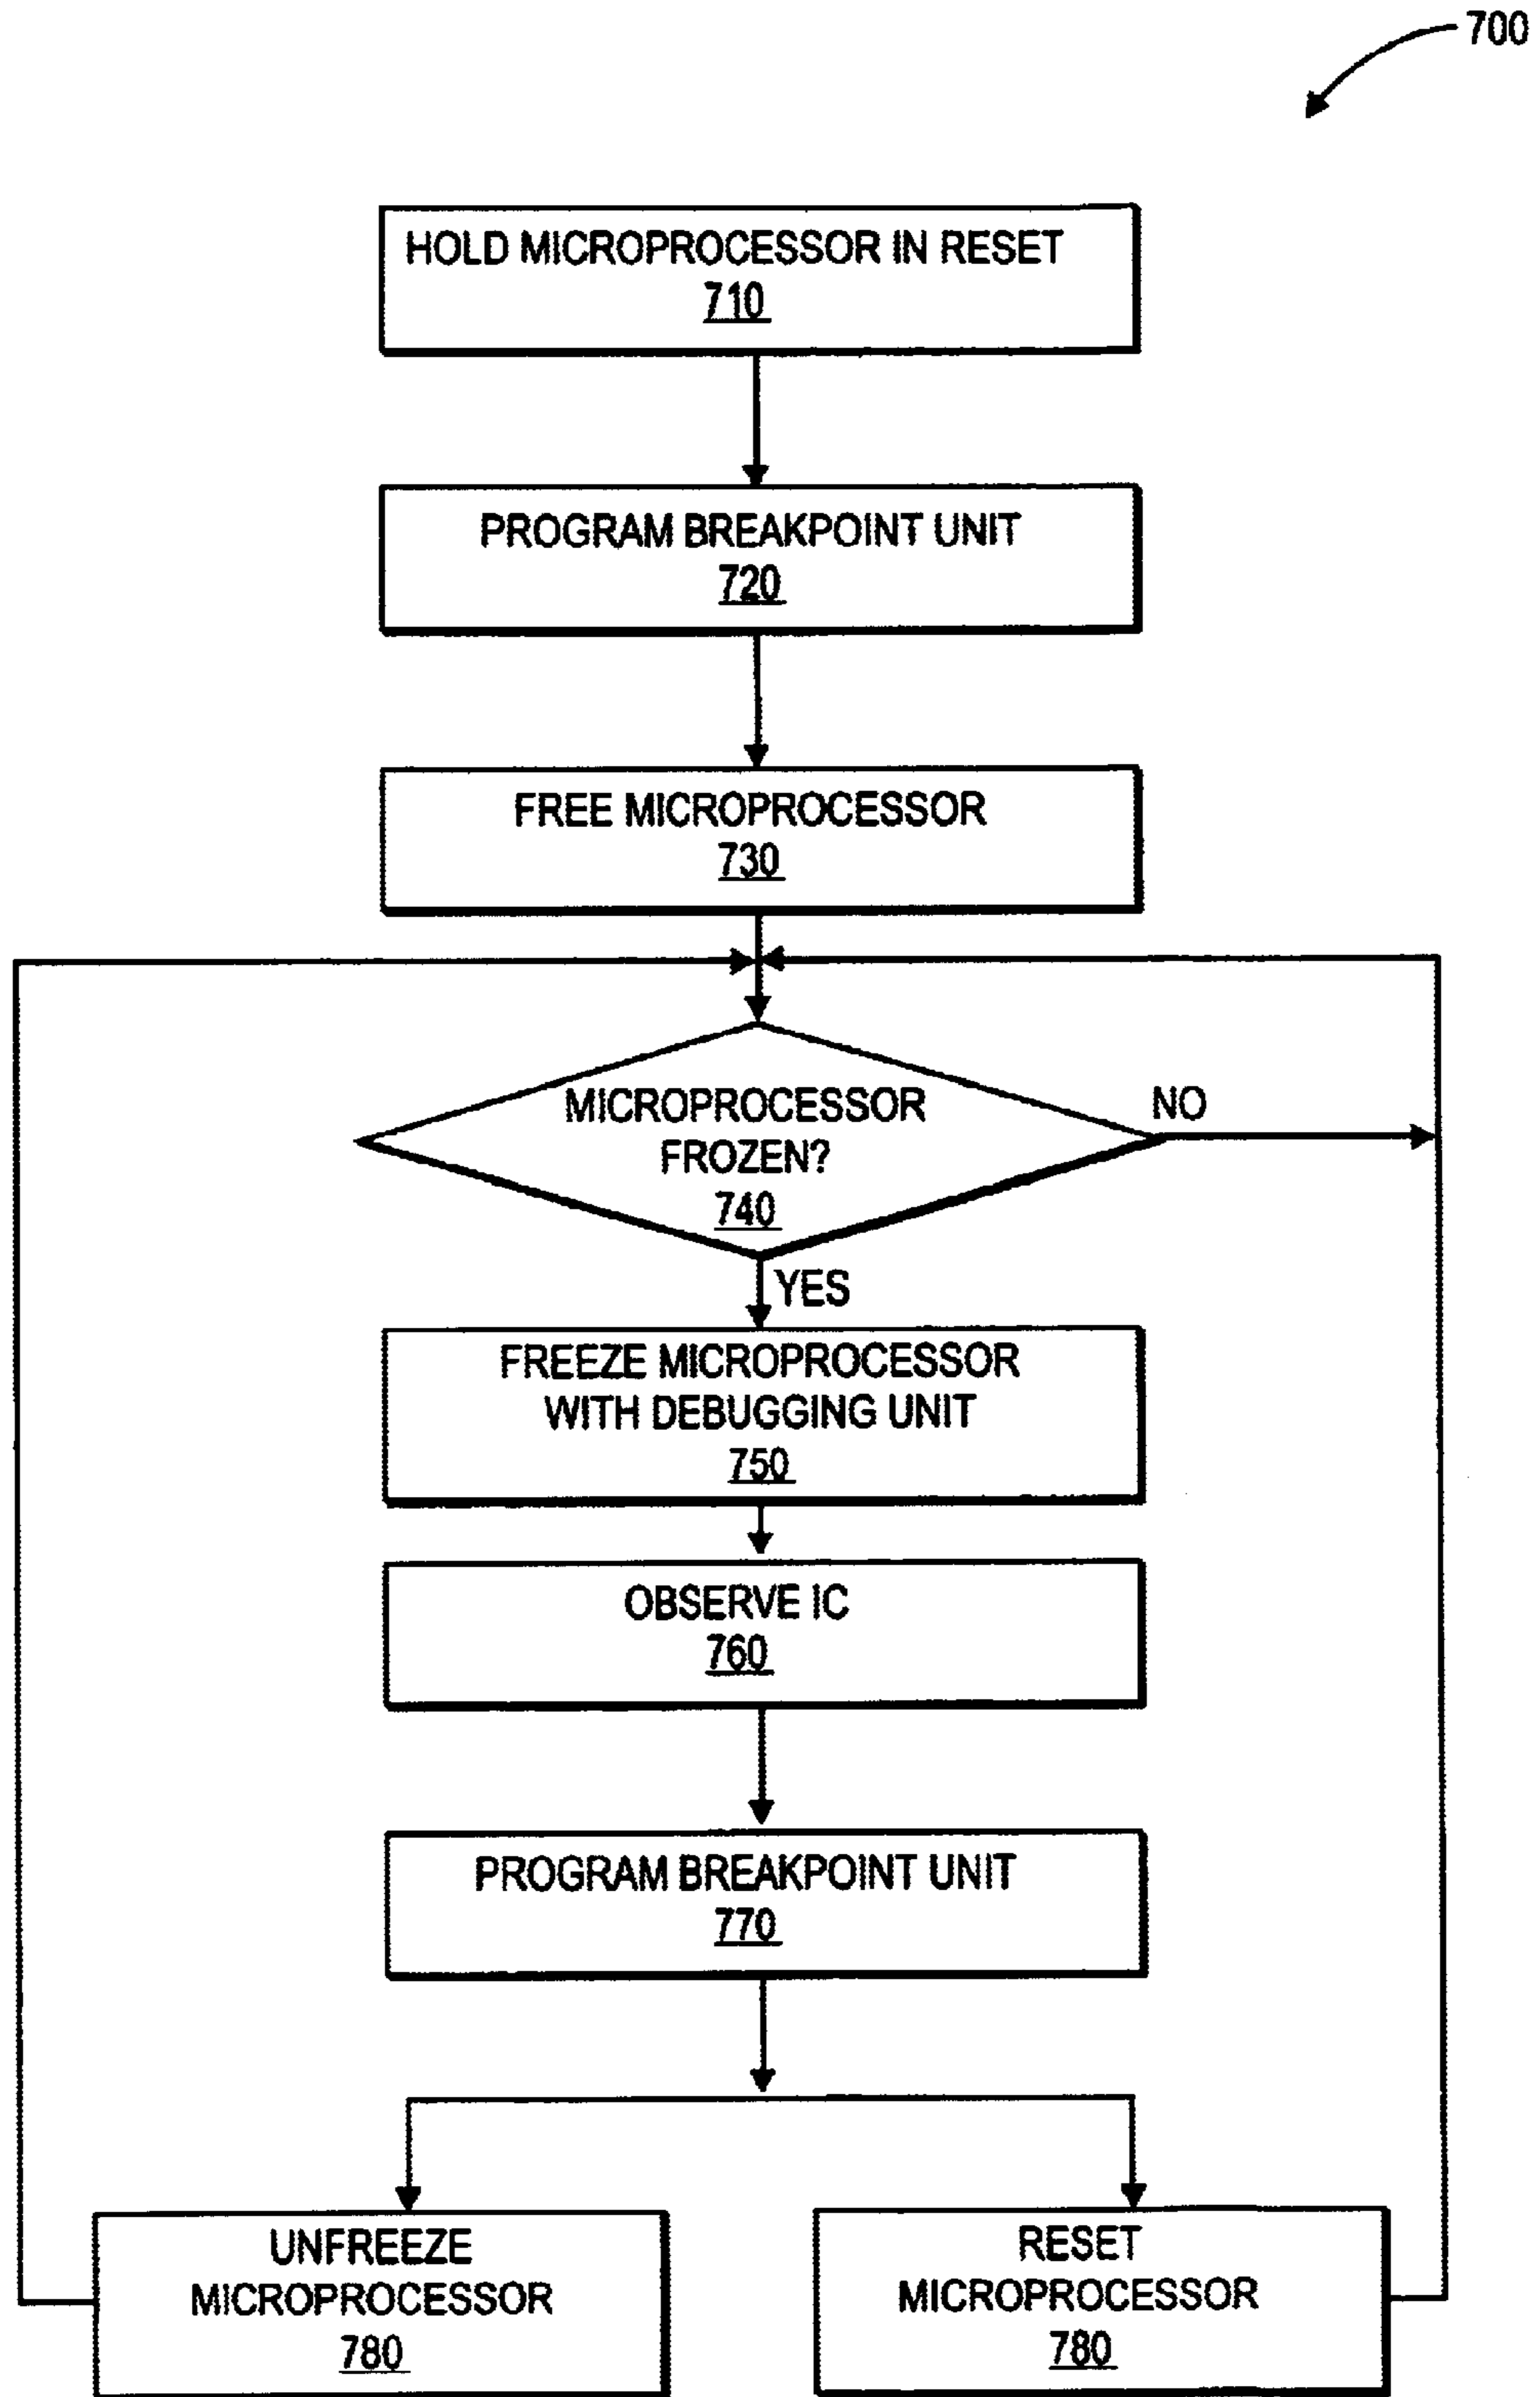 700
HOLD MICROPROCESSOR IN RESET
710
PROGRAM BREAKPOINT UNIT
720
FREE MICROPROCESSOR
730
MICROPROCESSOR
FROZEN?
740
NO
YES
FREEZE MICROPROCESSOR
WITH DEBUGGING UNIT
750
OBSERVE IC
760
PROGRAM BREAKPOINT UNIT
770
UNFREEZE
MICROPROCESSOR
780
RESET
MICROPROCESSOR
780